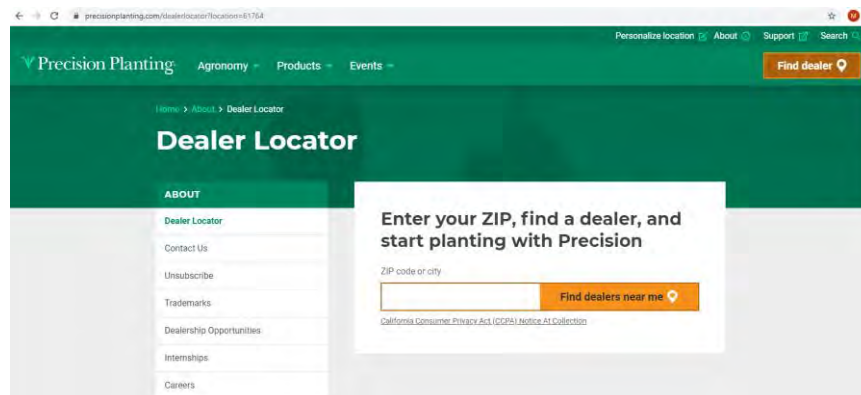 precisionplanting.com/dealerlocator?location=61764
M
Personalize location About Support Search
Precision Planting Agronomy Products Events Find dealer
Home > About > Dealer Locator
Dealer Locator
ABOUT
Dealer Locator
Contact Us
Unsubscribe
Trademarks
Dealership Opportunities
Internships
Careers
Enter your ZIP, find a dealer, and
start planting with Precision
ZIP code or city
Find dealers near me
California Consumer Privacy Act (CCPA) Notice At Collection